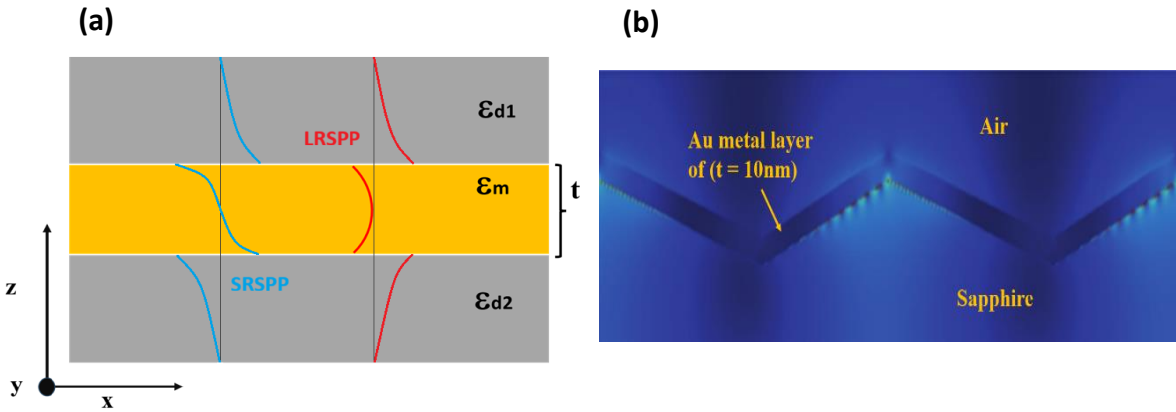 (a)
(b)
εd1
LRSPP
εm
t
SRSPP
εd2
z
y
x
Air
Au metal layer
of (t = 10nm)
Sapphire